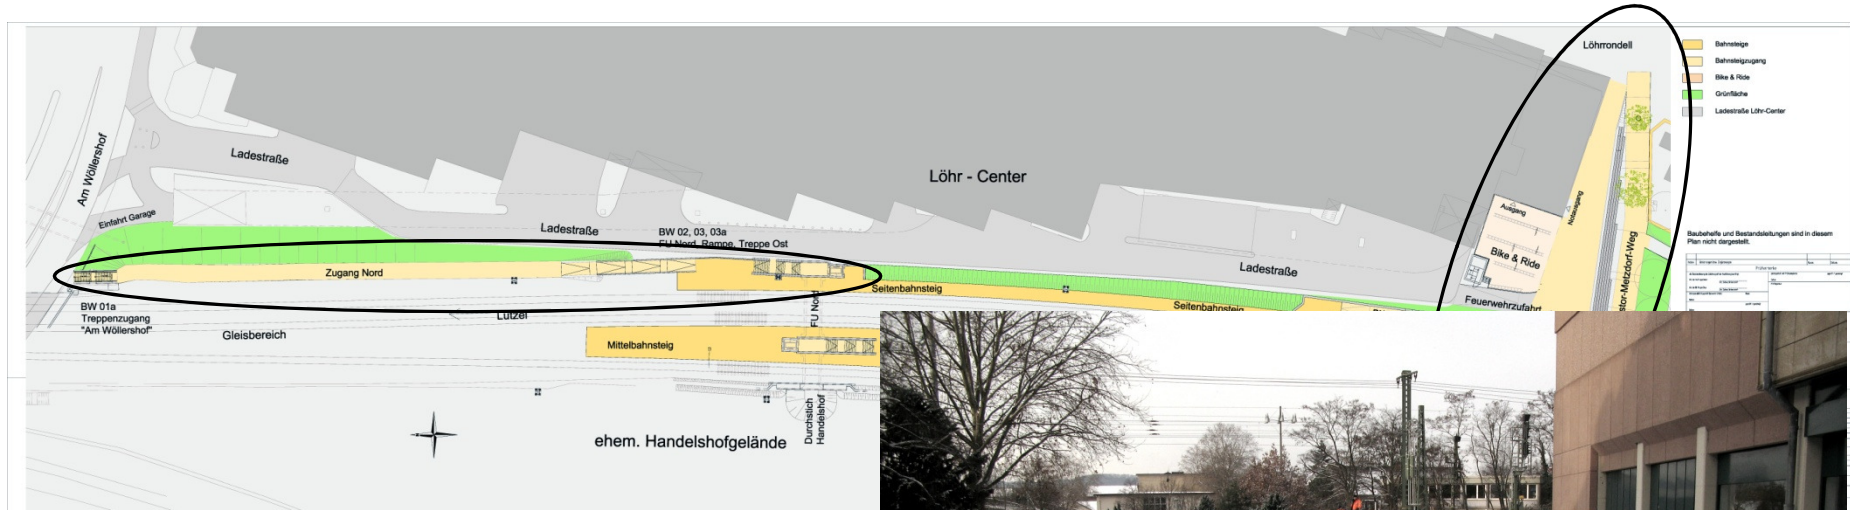 Löhrrondell
Bahnsteige
Bahnsteigzugang
Bike & Ride
Grünfläche
Ladestraße Löhr-Center
Am Wöllershof
Ladestraße
Löhr - Center
Einfahrt Garage
Ladestraße
BW 02, 03, 03a
FU Nord, Rampe, Treppe Ost
Ausgang
Notausgang
Bike & Ride
Baubehelfe und Bestandsleitungen sind in diesem
Plan nicht dargestellt.
Zugang Nord
Ladestraße
Seitenbahnsteig
Feuerwehrzufahrt
BW 01a
Treppenzugang
"Am Wöllershof"
Lützel
FU Nord
Seitenbahnsteig
Gleisbereich
Mittelbahnsteig
Durchstich
Handelshof
ehem. Handelshofgelände